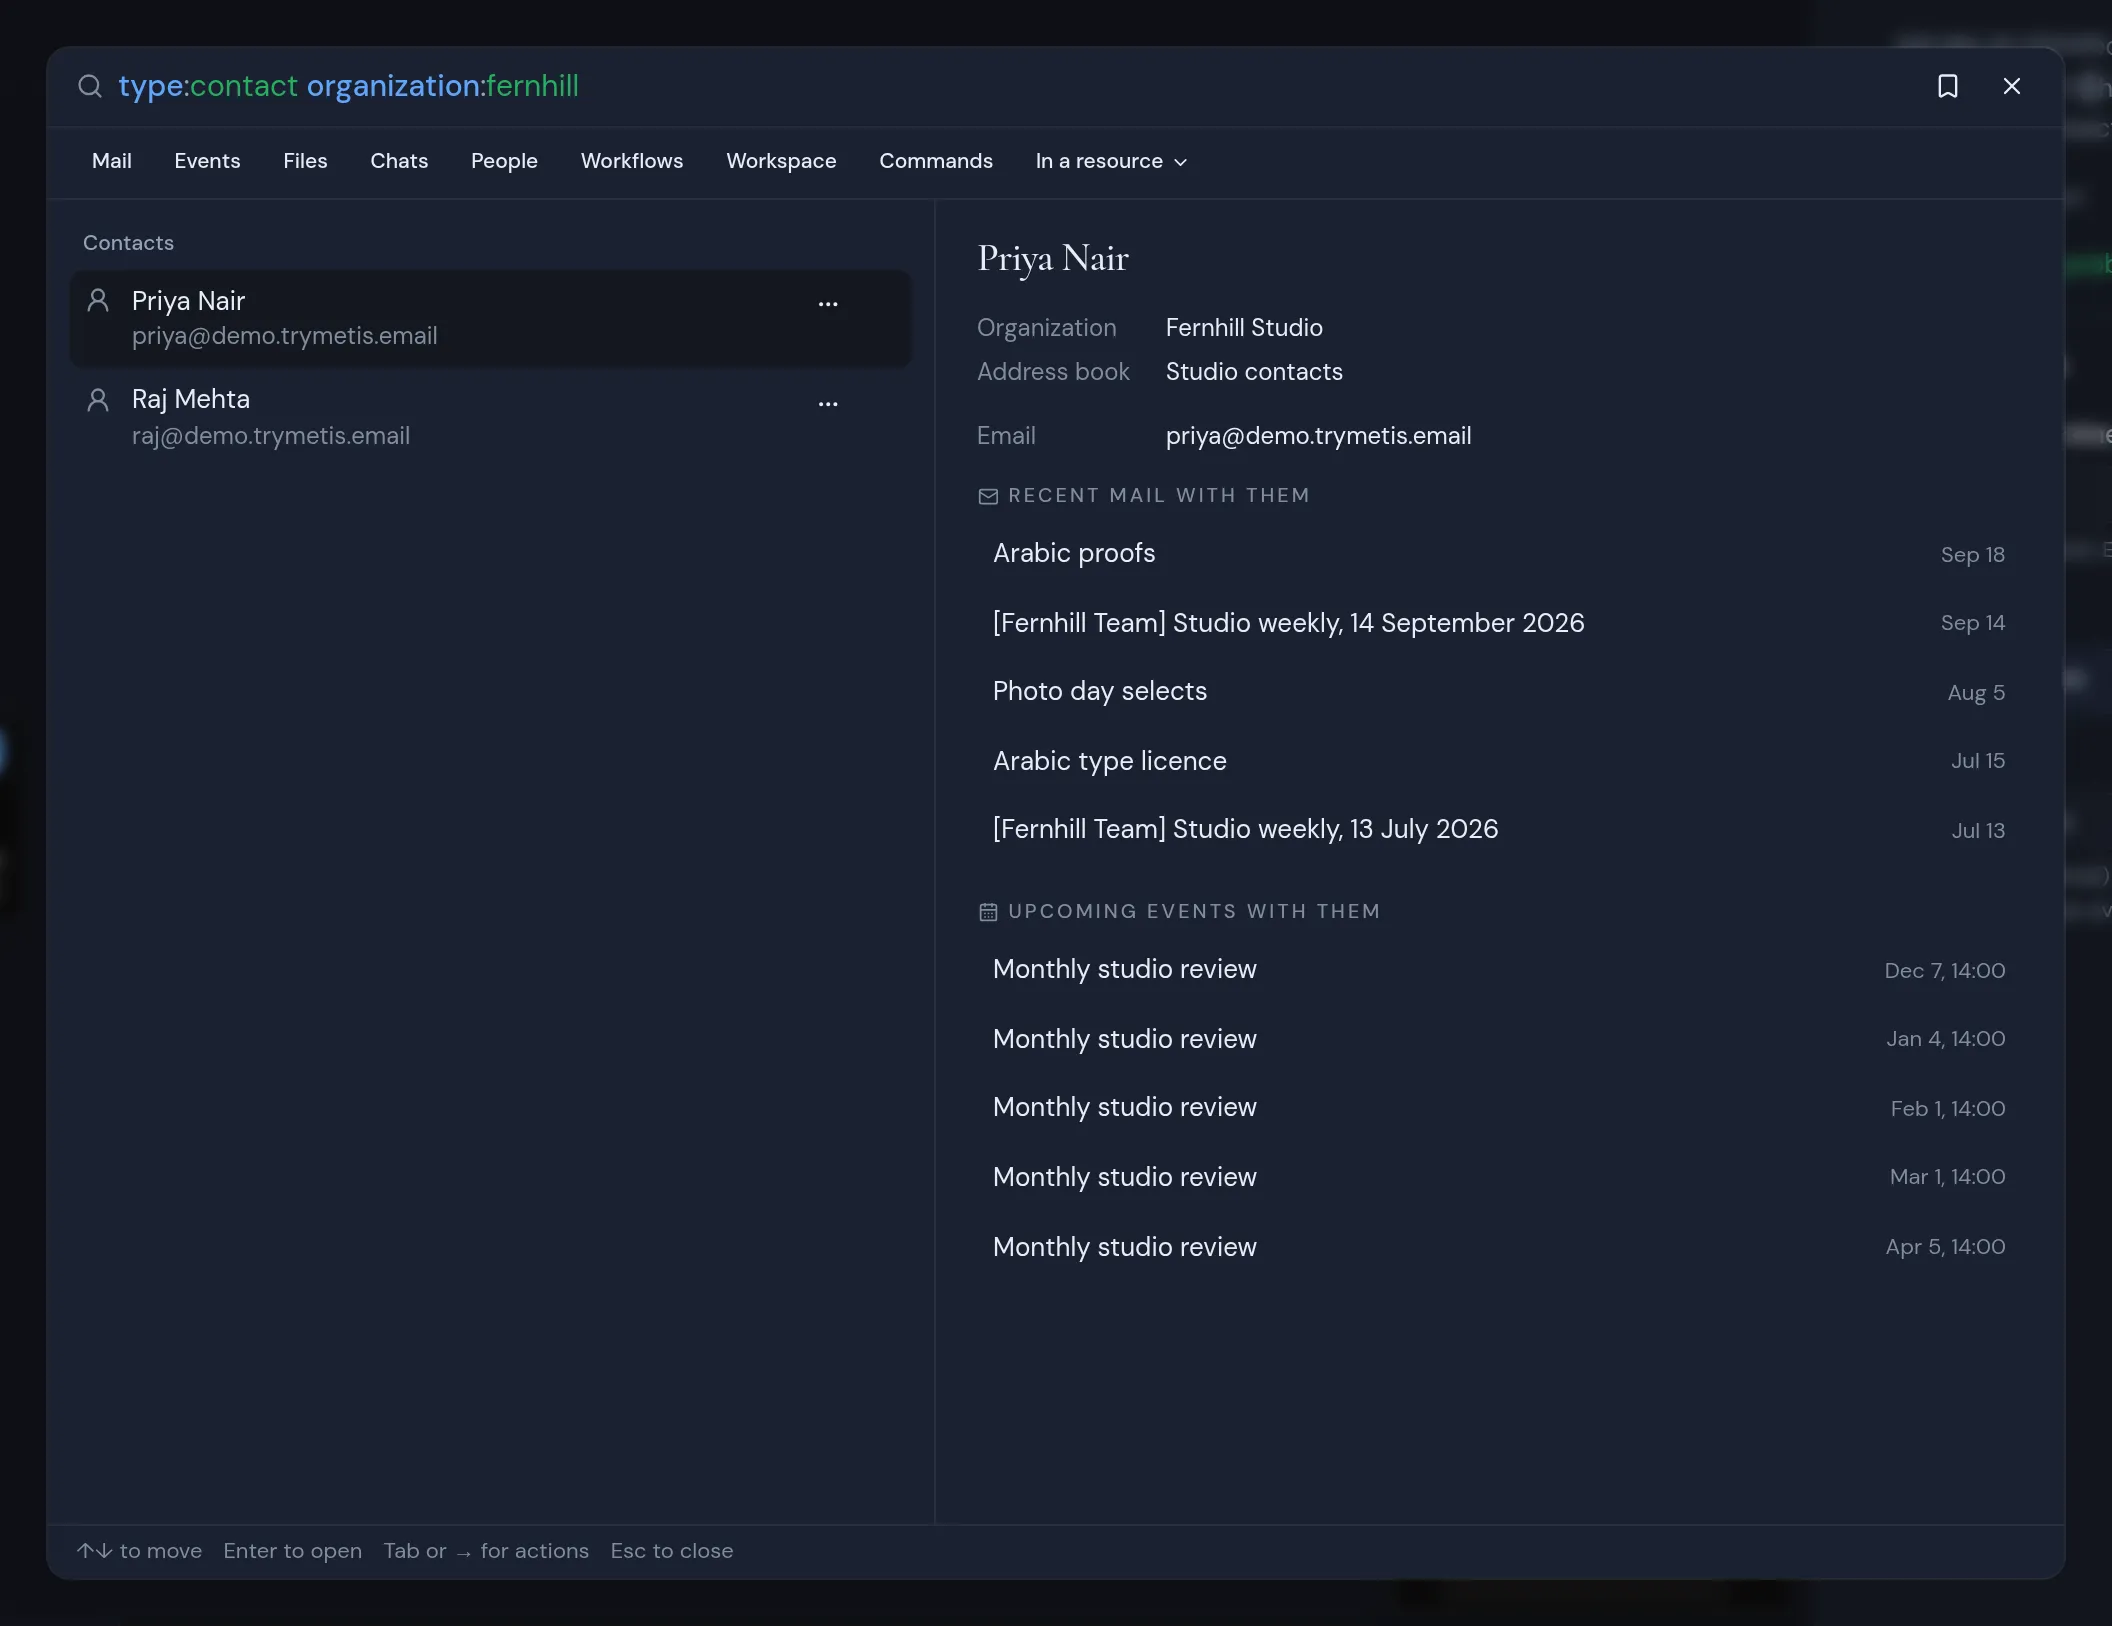 type:contact organization:fernhill
Mail Events Files Chats People Workflows Workspace Commands In a resource
Contacts
Priya Nair
priya@demo.trymetis.email
Raj Mehta
raj@demo.trymetis.email
Priya Nair
Organization Fernhill Studio
Address book Studio contacts
Email priya@demo.trymetis.email
RECENT MAIL WITH THEM
Arabic proofs Sep 18
[Fernhill Team] Studio weekly, 14 September 2026 Sep 14
Photo day selects Aug 5
Arabic type licence Jul 15
[Fernhill Team] Studio weekly, 13 July 2026 Jul 13
UPCOMING EVENTS WITH THEM
Monthly studio review Dec 7, 14:00
Monthly studio review Jan 4, 14:00
Monthly studio review Feb 1, 14:00
Monthly studio review Mar 1, 14:00
Monthly studio review Apr 5, 14:00
↑↓ to move Enter to open Tab or → for actions Esc to close